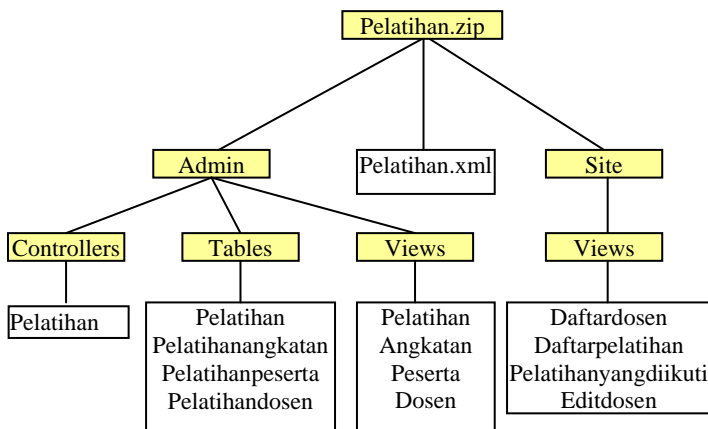 Pelatihan.zip
Admin
Pelatihan.xml
Site
Controllers
Tables
Views
Views
Pelatihan
Pelatihan
Pelatihanangkatan
Pelatihanpeserta
Pelatihandosen
Pelatihan
Angkatan
Peserta
Dosen
Daftardosen
Daftarpelatihan
Pelatihanyangdiikuti
Editdosen